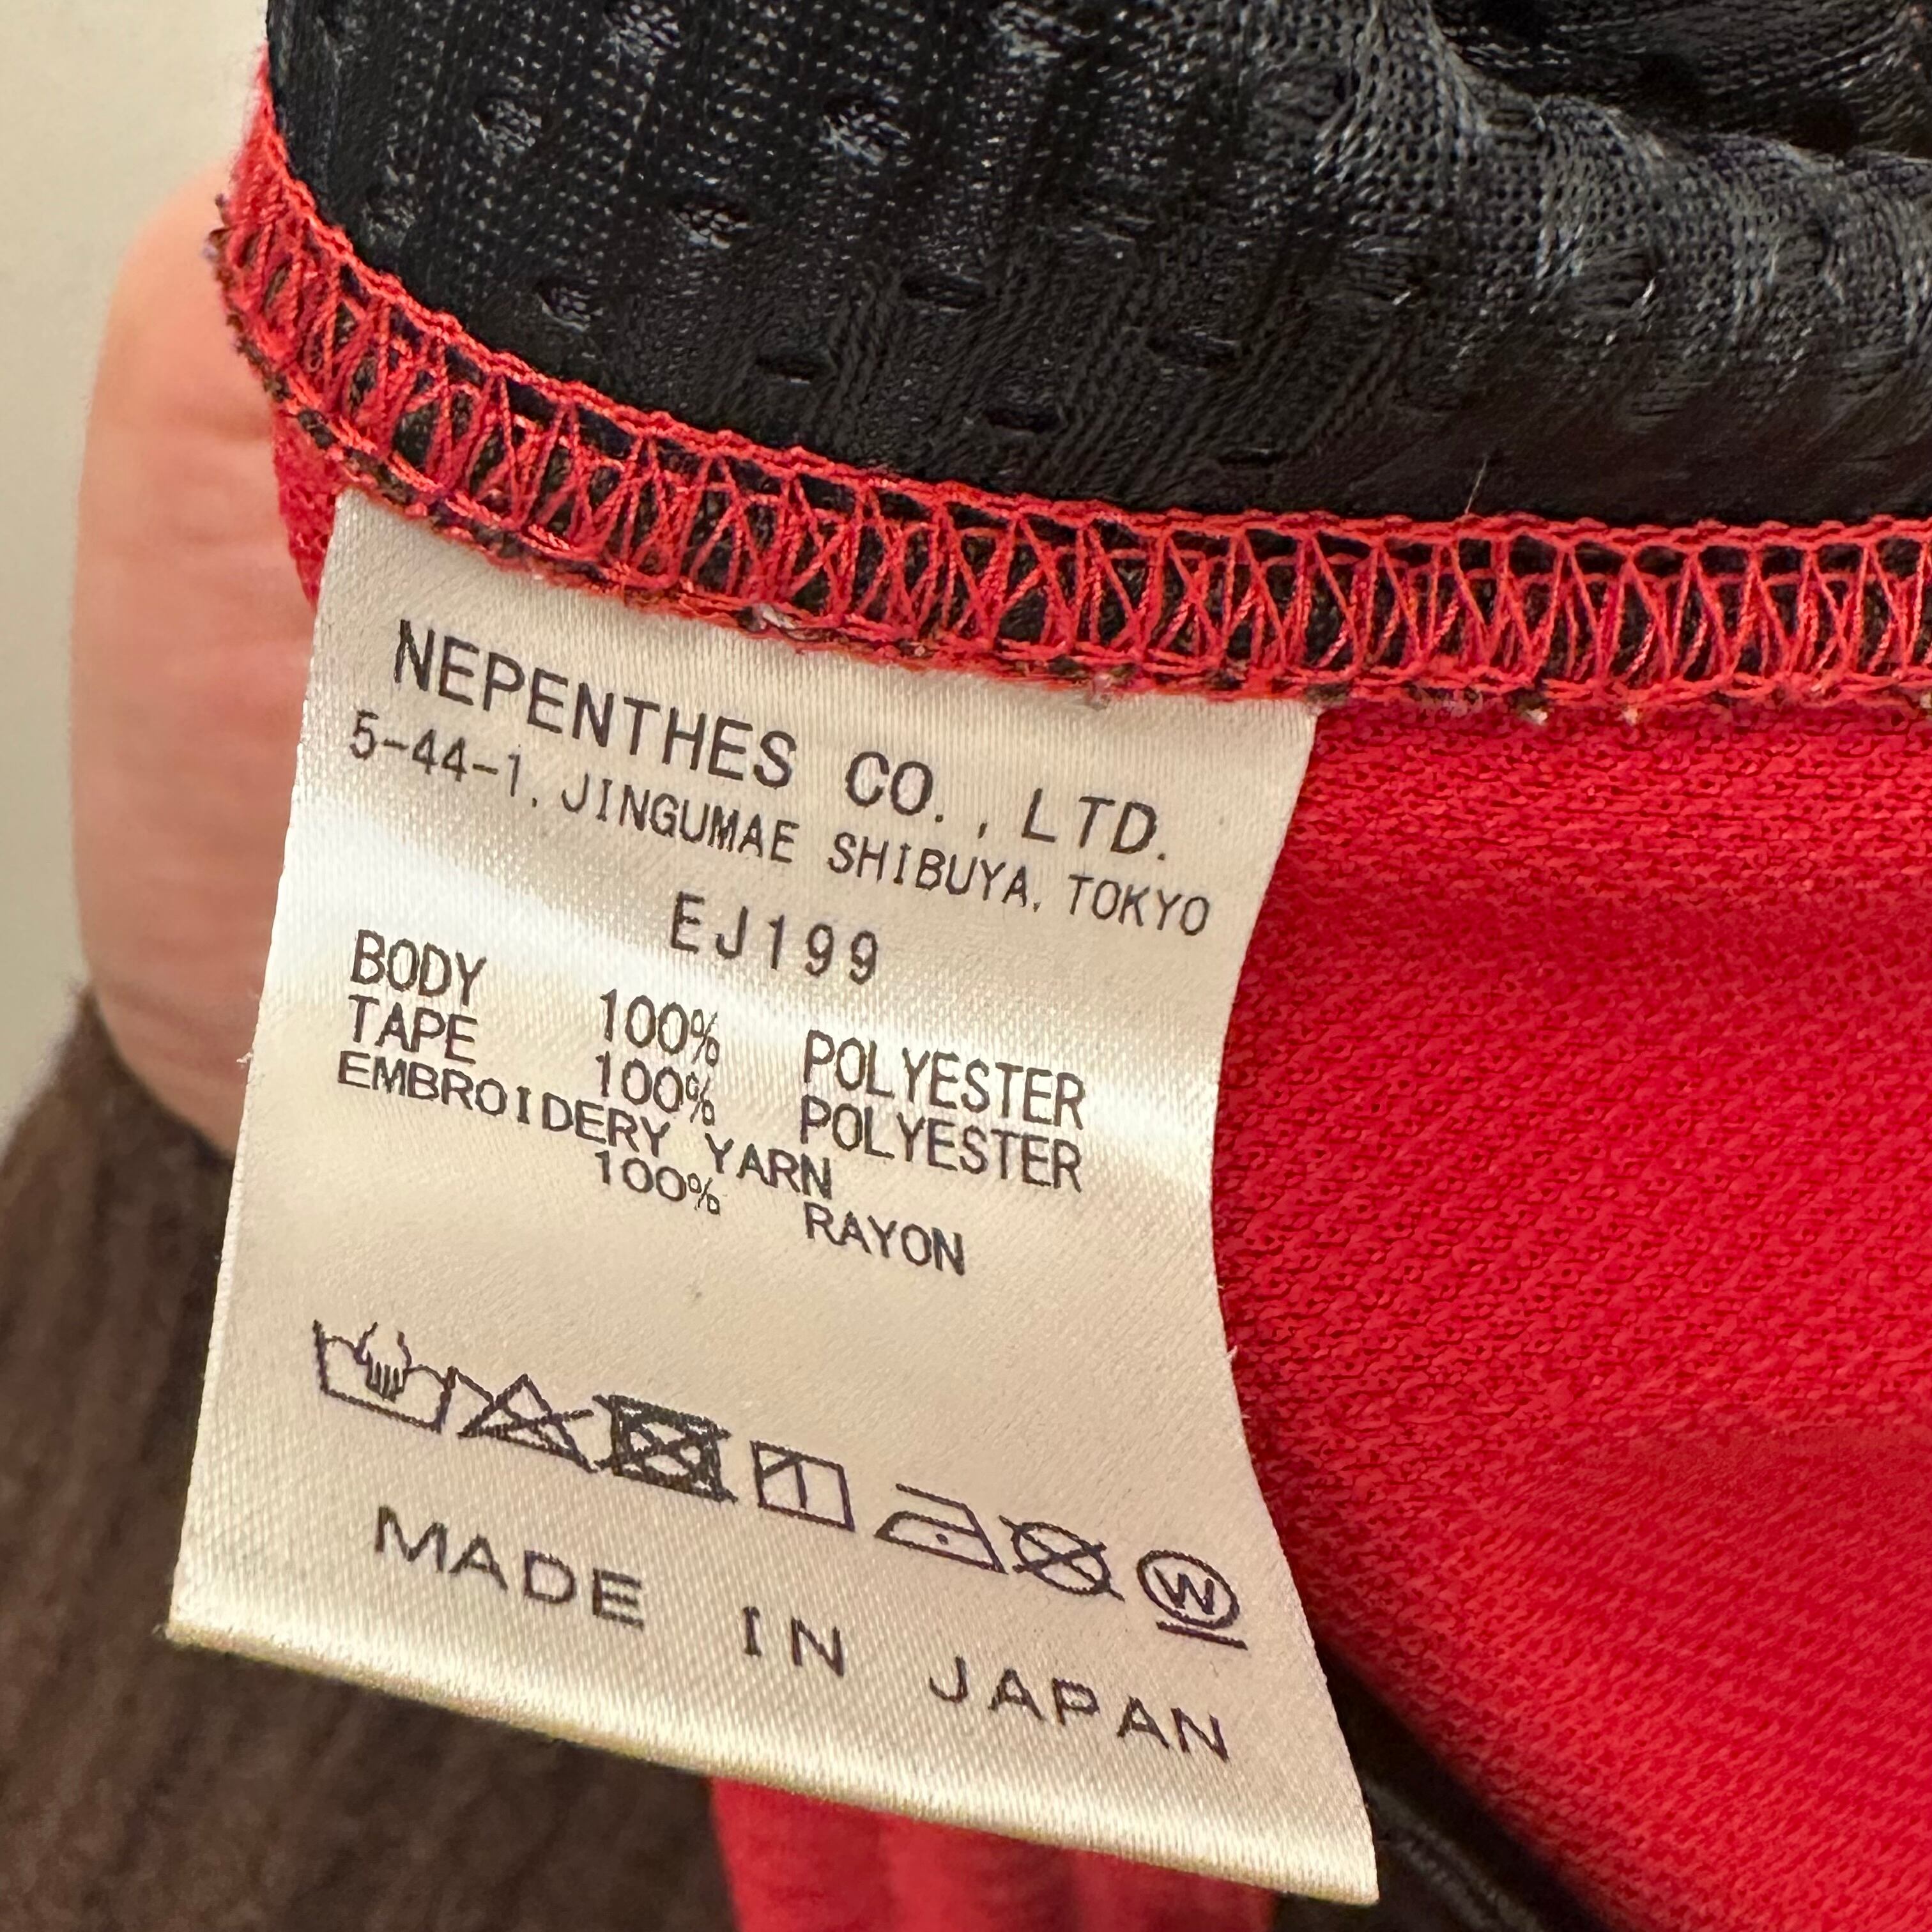 NEPENTHES CO., LTD.
5-44-1, JINGUMAE SHIBUYA, TOKYO
EJ199
BODY 100% POLYESTER
TAPE 100% POLYESTER
EMBROIDERY YARN
100% RAYON
W
MADE IN JAPAN